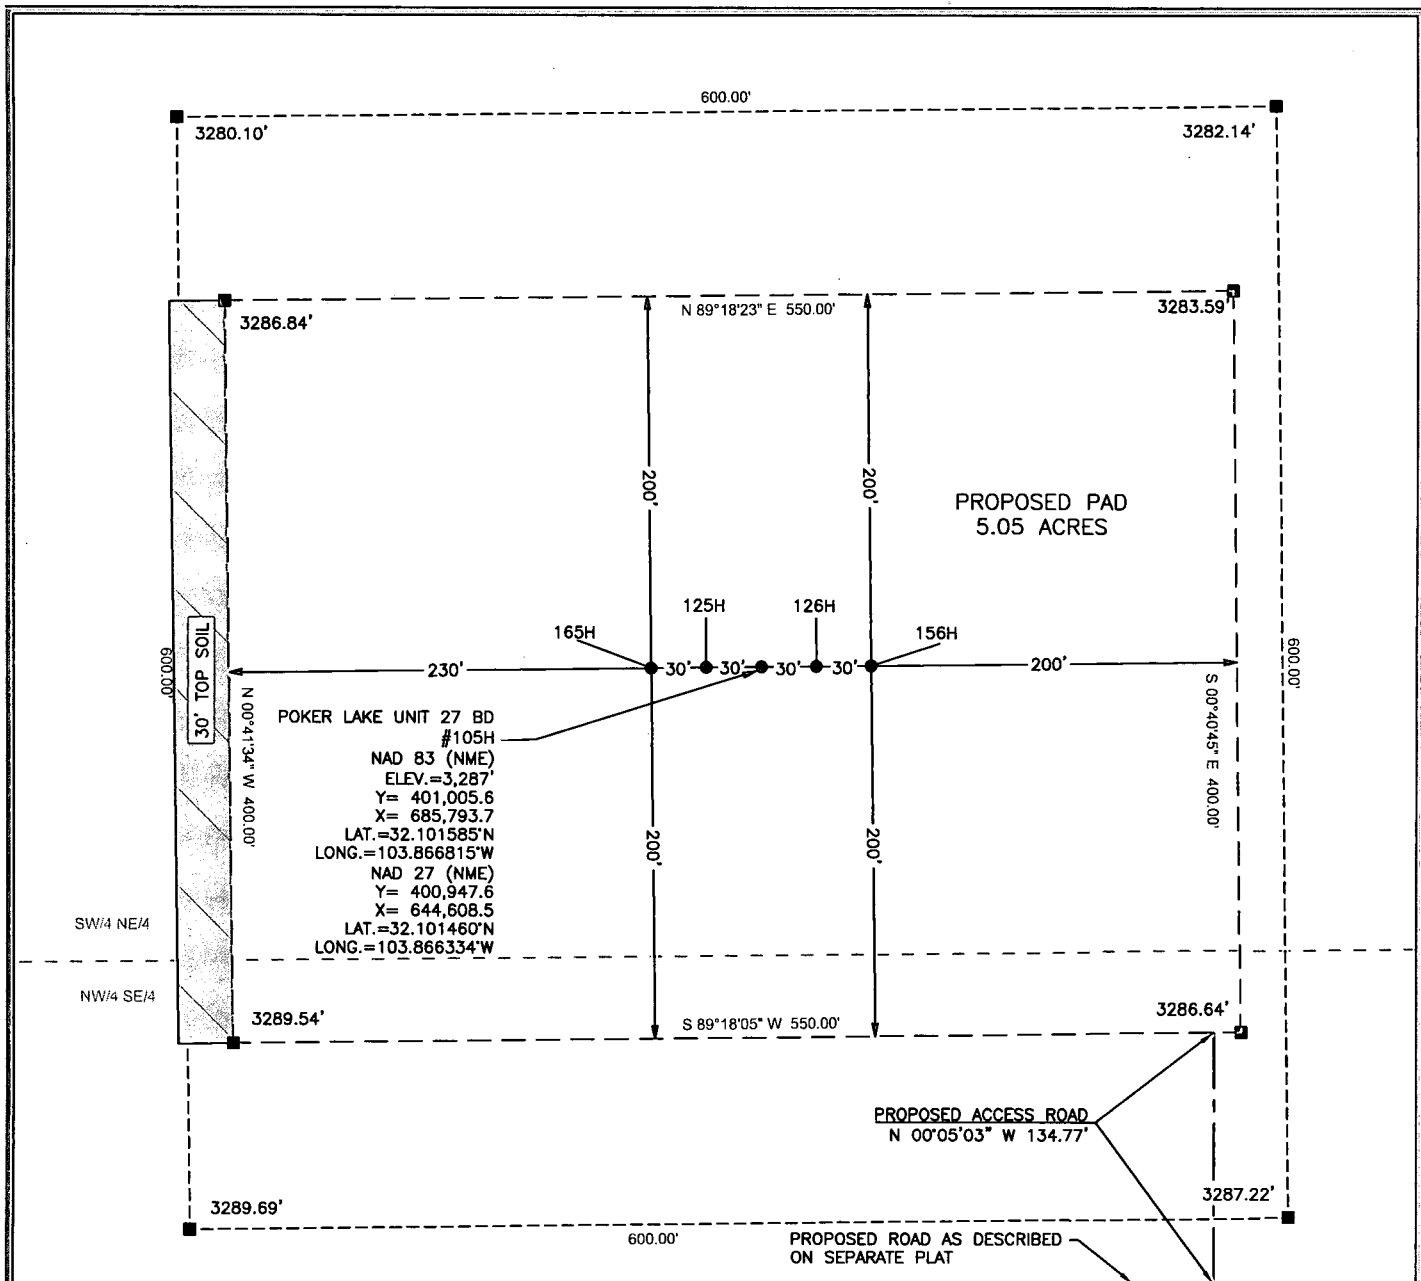 600.00'
3280.10'
3282.14'
N 89°18'23" E 550.00'
3286.84'
3283.59'
200'
200'
PROPOSED PAD
5.05 ACRES
125H
126H
165H
156H
230'
30'
30'
30'
30'
200'
600.00'
30' TOP SOIL
N 00°41'34" W 400.00'
S 00°40'45" E 400.00'
600.00'
POKER LAKE UNIT 27 BD
#105H
NAD 83 (NME)
ELEV.=3,287'
Y= 401,005.6
X= 685,793.7
LAT.=32.101585°N
LONG.=103.866815°W
NAD 27 (NME)
Y= 400,947.6
X= 644,608.5
LAT.=32.101460°N
LONG.=103.866334°W
200'
200'
SW/4 NE/4
NW/4 SE/4
3289.54'
S 89°18'05" W 550.00'
3286.64'
PROPOSED ACCESS ROAD
N 00°05'03" W 134.77'
3289.69'
3287.22'
600.00'
PROPOSED ROAD AS DESCRIBED
ON SEPARATE PLAT